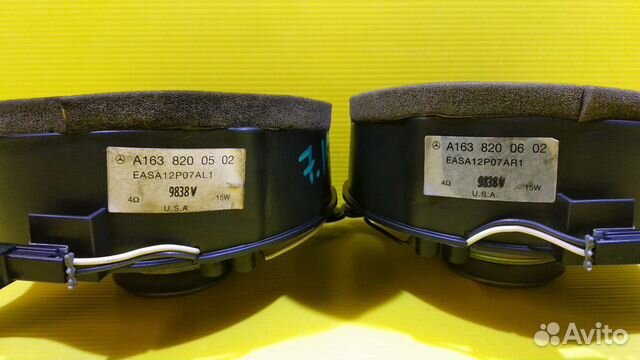 A163 820 05 02
EASA12P07AL1
4Ω 9838V 15W
U.S.A
A163 820 06 02
EASA12P07AR1
4Ω 9838V 15W
U.S.A.
Avito